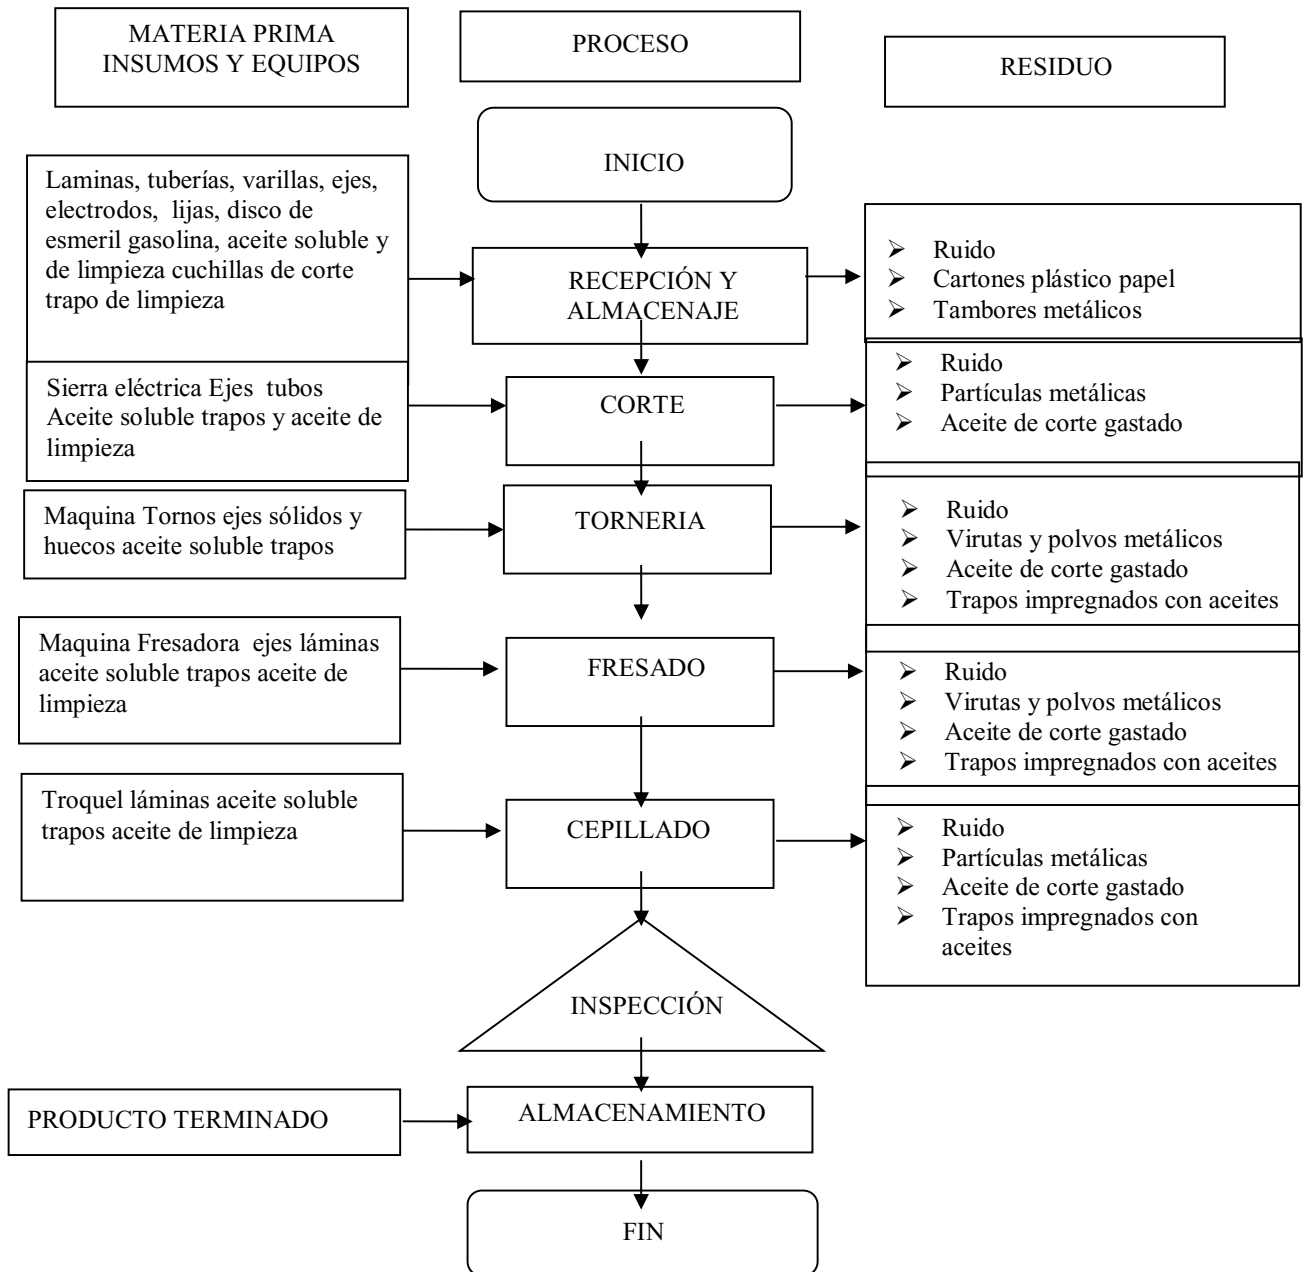 MATERIA PRIMA
INSUMOS Y EQUIPOS
PROCESO
RESIDUO
INICIO
Laminas, tuberías, varillas, ejes,
electrodos, lijas, disco de
esmeril gasolina, aceite soluble y
de limpieza cuchillas de corte
trapo de limpieza
RECEPCIÓN Y
ALMACENAJE
➢ Ruido
➢ Cartones plástico papel
➢ Tambores metálicos
Sierra eléctrica Ejes tubos
Aceite soluble trapos y aceite de
limpieza
CORTE
➢ Ruido
➢ Partículas metálicas
➢ Aceite de corte gastado
Maquina Tornos ejes sólidos y
huecos aceite soluble trapos
TORNERIA
➢ Ruido
➢ Virutas y polvos metálicos
➢ Aceite de corte gastado
➢ Trapos impregnados con aceites
Maquina Fresadora ejes láminas
aceite soluble trapos aceite de
limpieza
FRESADO
➢ Ruido
➢ Virutas y polvos metálicos
➢ Aceite de corte gastado
➢ Trapos impregnados con aceites
Troquel láminas aceite soluble
trapos aceite de limpieza
CEPILLADO
➢ Ruido
➢ Partículas metálicas
➢ Aceite de corte gastado
➢ Trapos impregnados con
aceites
INSPECCIÓN
PRODUCTO TERMINADO
ALMACENAMIENTO
FIN